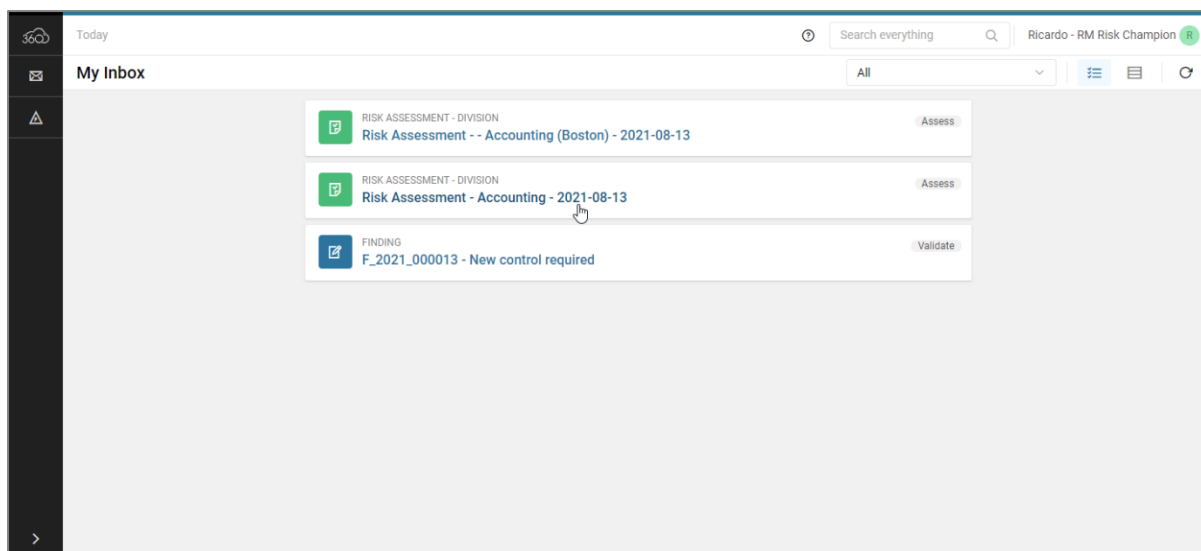 360
Today
Search everything
Ricardo - RM Risk Champion R
My Inbox
All
RISK ASSESSMENT - DIVISION
Risk Assessment - - Accounting (Boston) - 2021-08-13
Assess
RISK ASSESSMENT - DIVISION
Risk Assessment - Accounting - 2021-08-13
Assess
FINDING
F_2021_000013 - New control required
Validate